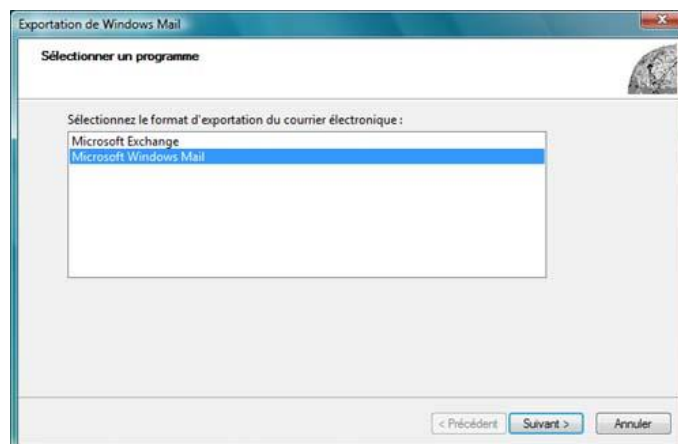 Exportation de Windows Mail
Sélectionner un programme
Sélectionnez le format d'exportation du courrier électronique :
Microsoft Exchange
Microsoft Windows Mail
< Précédent
Suivant >
Annuler